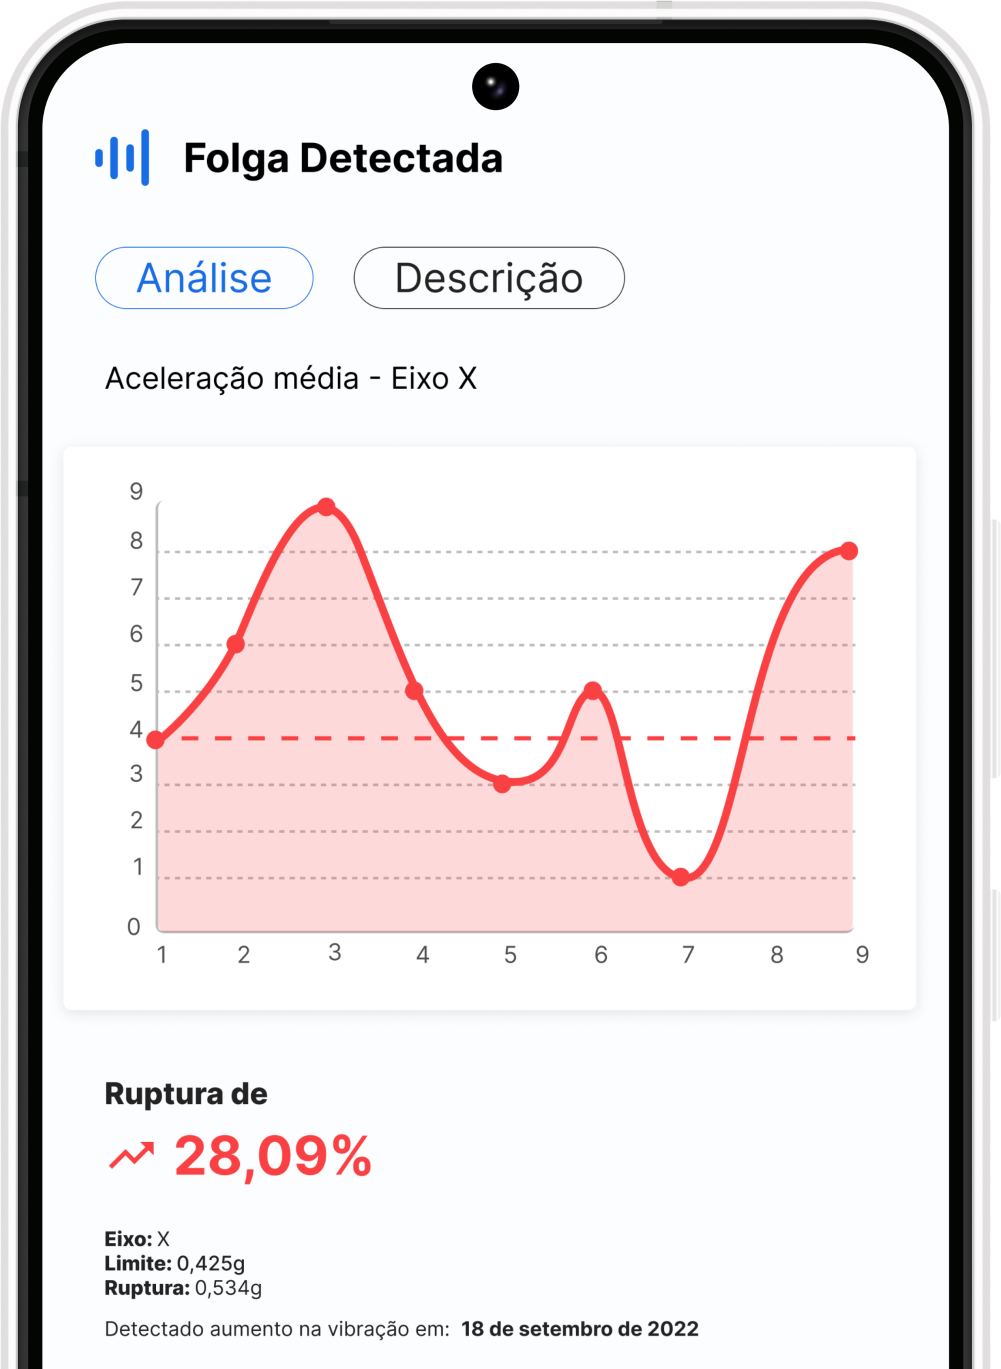 Folga Detectada
Análise Descrição
Aceleração média - Eixo X
9
8
7
6
5
4
3
2
1
0
1 2 3 4 5 6 7 8 9
Ruptura de
28,09%
Eixo: X
Limite: 0,425g
Ruptura: 0,534g
Detectado aumento na vibração em: 18 de setembro de 2022